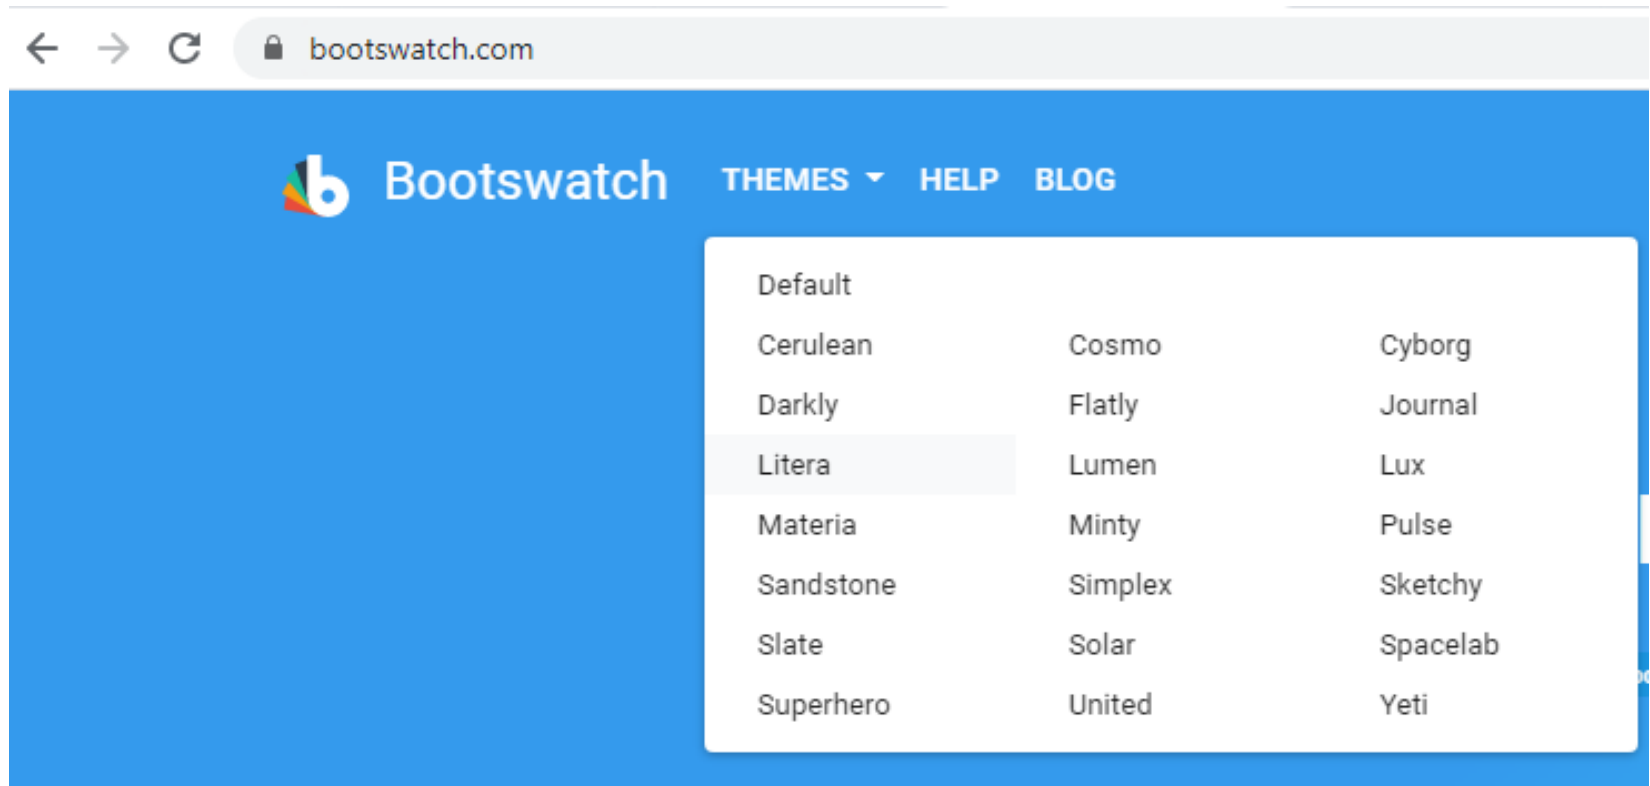 bootswatch.com
Bootswatch THEMES HELP BLOG
Default
Cerulean Cosmo Cyborg
Darkly Flatly Journal
Litera Lumen Lux
Materia Minty Pulse
Sandstone Simplex Sketchy
Slate Solar Spacelab
Superhero United Yeti